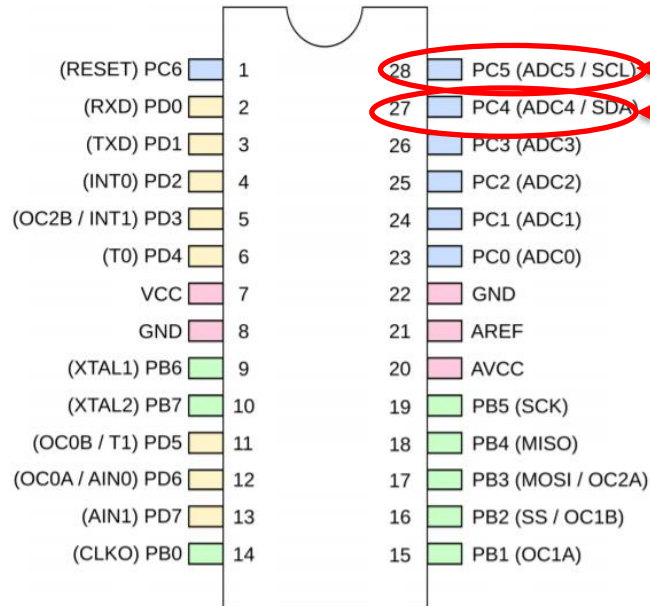 (RESET) PC6 1 28 PC5 (ADC5 / SCL)
(RXD) PD0 2 27 PC4 (ADC4 / SDA)
(TXD) PD1 3 26 PC3 (ADC3)
(INT0) PD2 4 25 PC2 (ADC2)
(OC2B / INT1) PD3 5 24 PC1 (ADC1)
(T0) PD4 6 23 PC0 (ADC0)
VCC 7 22 GND
GND 8 21 AREF
(XTAL1) PB6 9 20 AVCC
(XTAL2) PB7 10 19 PB5 (SCK)
(OC0B / T1) PD5 11 18 PB4 (MISO)
(OC0A / AIN0) PD6 12 17 PB3 (MOSI / OC2A)
(AIN1) PD7 13 16 PB2 (SS / OC1B)
(CLKO) PB0 14 15 PB1 (OC1A)